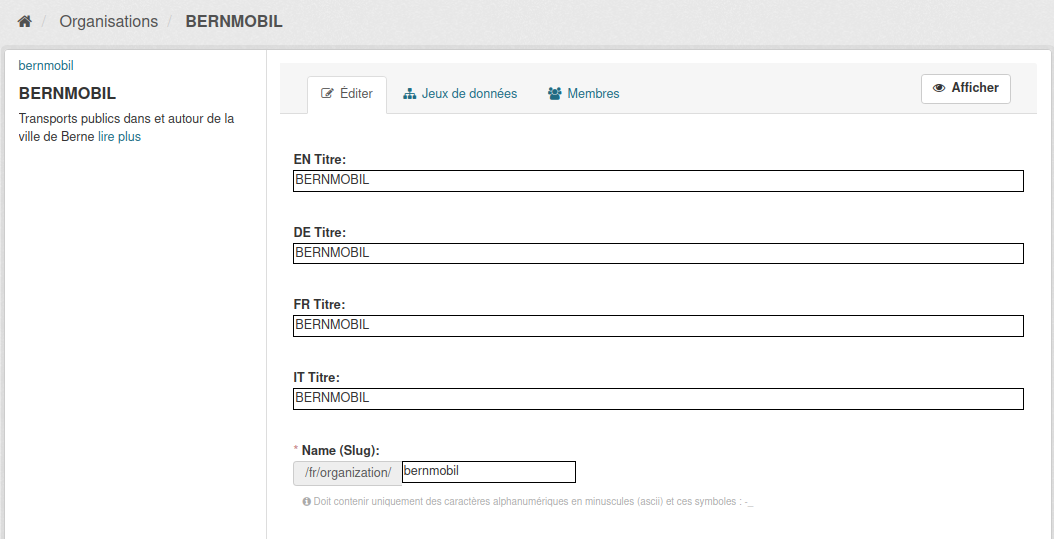 / Organisations / BERNMOBIL
bernmobil
BERNMOBIL
Transports publics dans et autour de la
ville de Berne lire plus
Éditer
Jeux de données
Membres
Afficher
EN Titre:
BERNMOBIL
DE Titre:
BERNMOBIL
FR Titre:
BERNMOBIL
IT Titre:
BERNMOBIL
* Name (Slug):
/fr/organization/ bernmobil
Doit contenir uniquement des caractères alphanumériques en minuscules (ascii) et ces symboles : -_